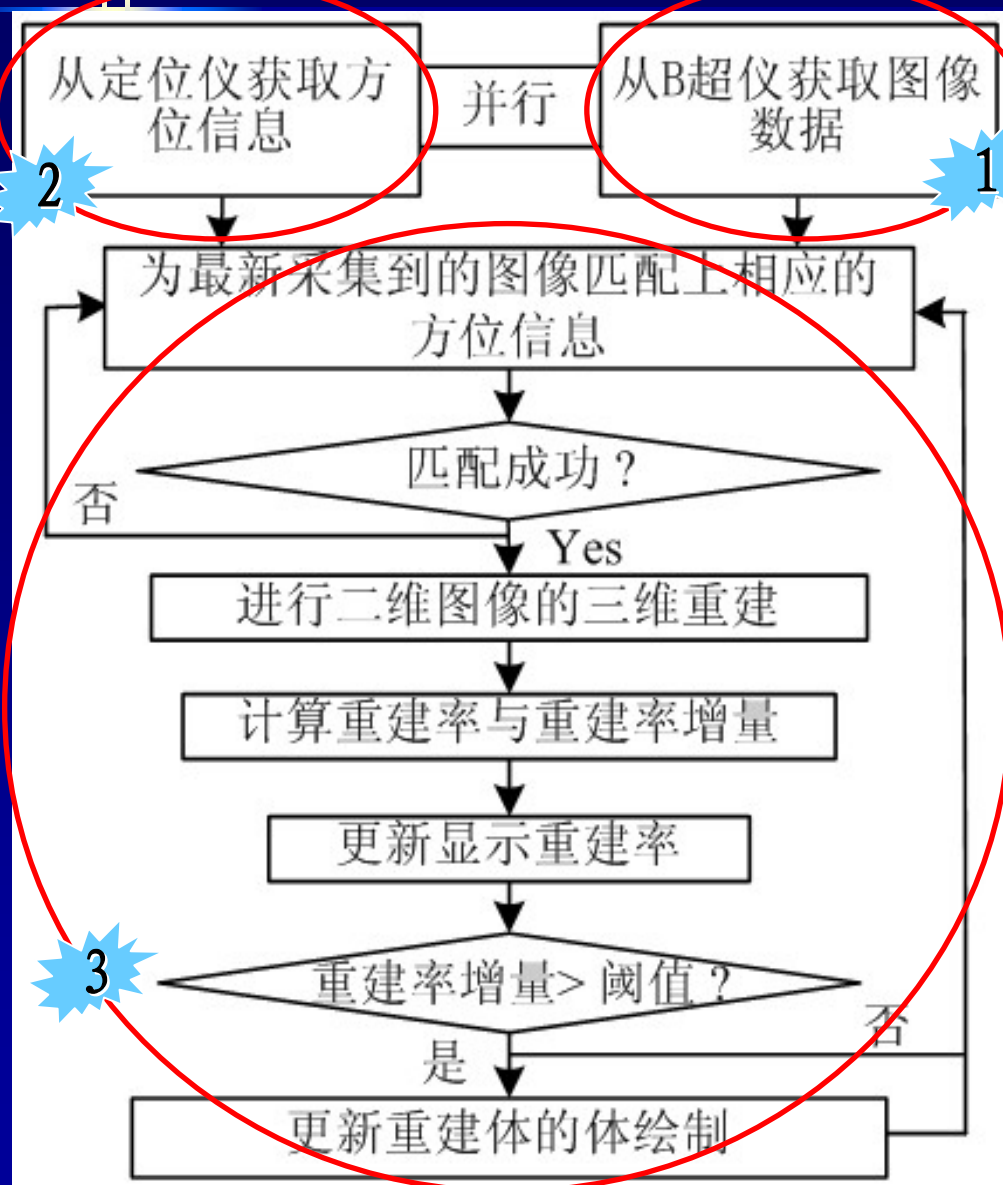 从定位仪获取方
位信息
并行
从B超仪获取图像
数据
2
1
为最新采集到的图像匹配上相应的
方位信息
匹配成功?
否
Yes
进行二维图像的三维重建
计算重建率与重建率增量
更新显示重建率
3
重建率增量>阈值?
否
是
更新重建体的体绘制